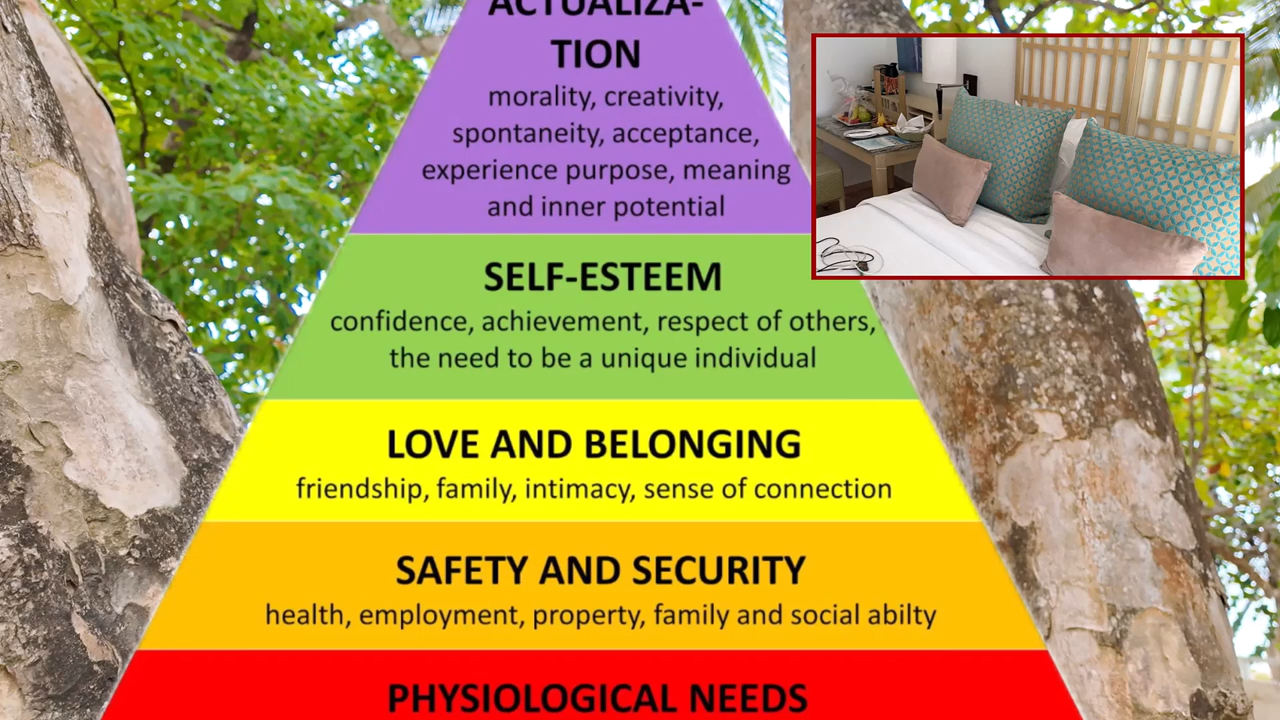 ACTUALIZA-
TION
morality, creativity,
spontaneity, acceptance,
experience purpose, meaning
and inner potential
SELF-ESTEEM
confidence, achievement, respect of others,
the need to be a unique individual
LOVE AND BELONGING
friendship, family, intimacy, sense of connection
SAFETY AND SECURITY
health, employment, property, family and social abilty
PHYSIOLOGICAL NEEDS